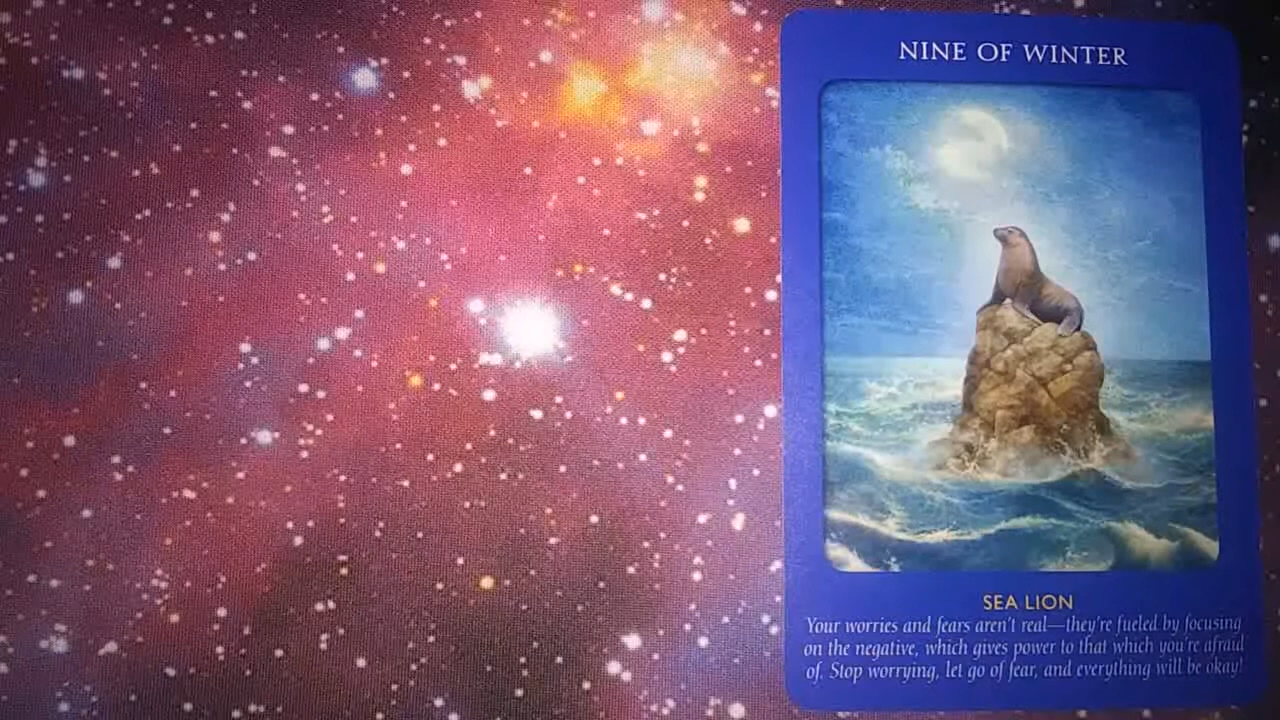 NINE OF WINTER
SEA LION
Your worries and fears aren't real—they're fueled by focusing
on the negative, which gives power to that which you're afraid
of. Stop worrying, let go of fear, and everything will be okay!